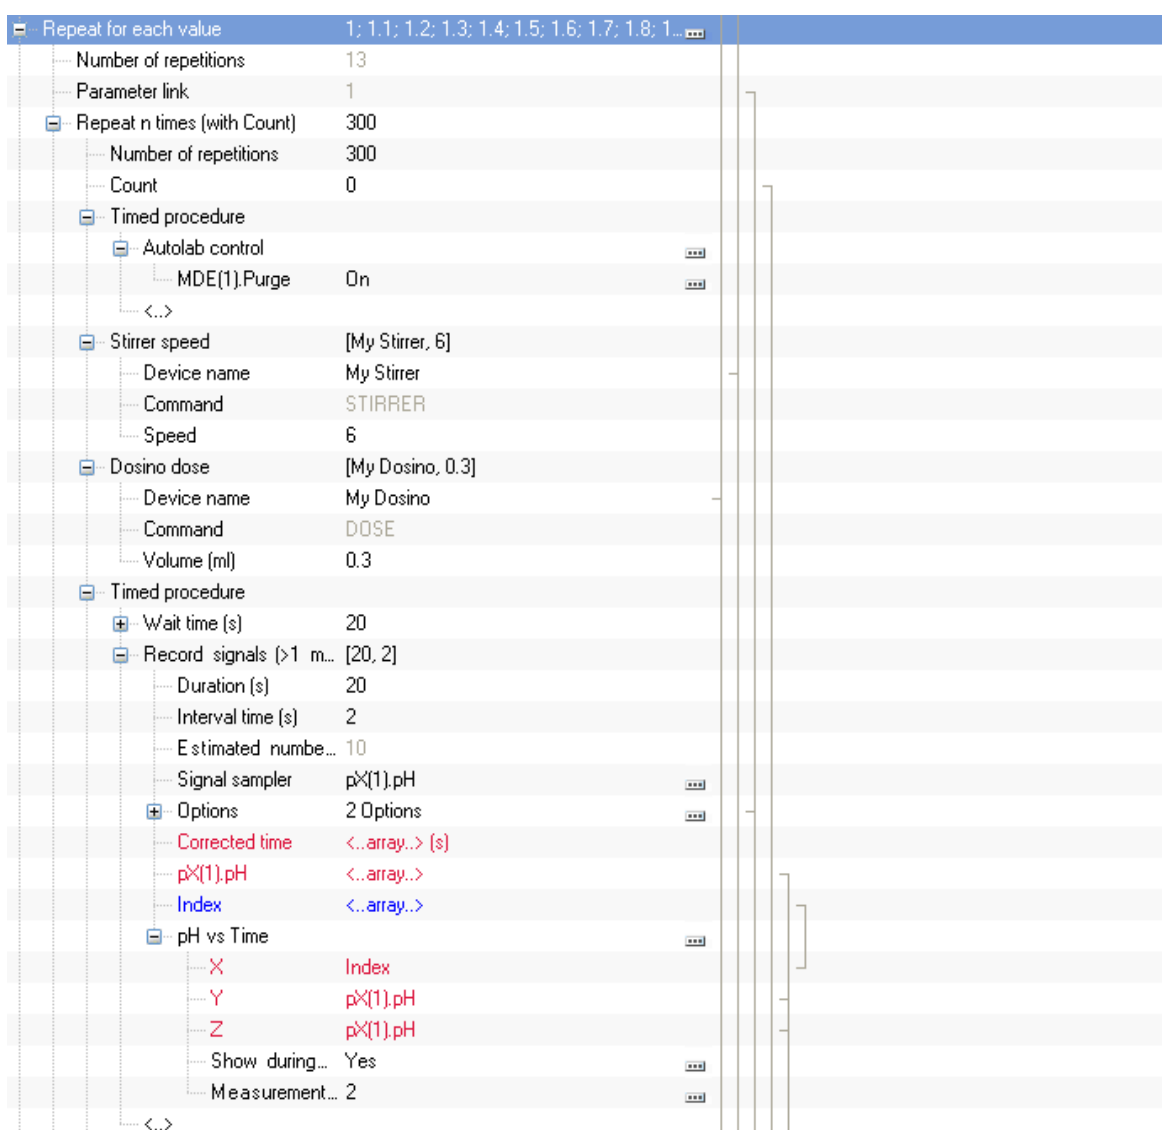 Repeat for each value 1; 1.1; 1.2; 1.3; 1.4; 1.5; 1.6; 1.7; 1.8; 1...
Number of repetitions 13
Parameter link 1
Repeat n times (with Count) 300
Number of repetitions 300
Count 0
Timed procedure
Autolab control
MDE(1).Purge On
<..>
Stirrer speed [My Stirrer, 6]
Device name My Stirrer
Command STIRRER
Speed 6
Dosino dose [My Dosino, 0.3]
Device name My Dosino
Command DOSE
Volume (ml) 0.3
Timed procedure
Wait time (s) 20
Record signals (>1 m... [20, 2]
Duration (s) 20
Interval time (s) 2
Estimated numbe... 10
Signal sampler pX(1).pH
Options 2 Options
Corrected time <..array..> (s)
pX(1).pH <..array..>
Index <..array..>
pH vs Time
X Index
Y pX(1).pH
Z pX(1).pH
Show during... Yes
Measurement... 2
<..>